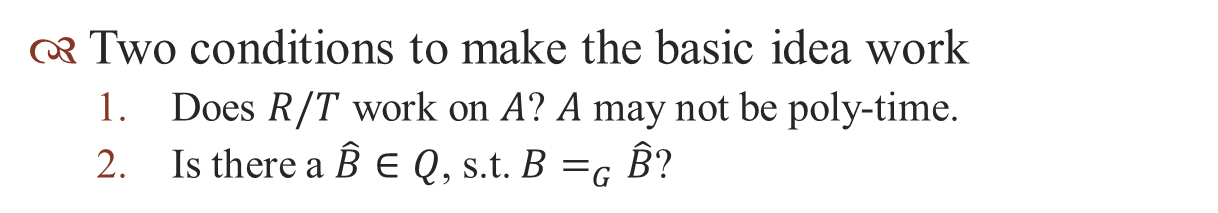 Two conditions to make the basic idea work
1. Does R/T work on A? A may not be poly-time.
2. Is there a B̂ ∈ Q, s.t. B =_G B̂?